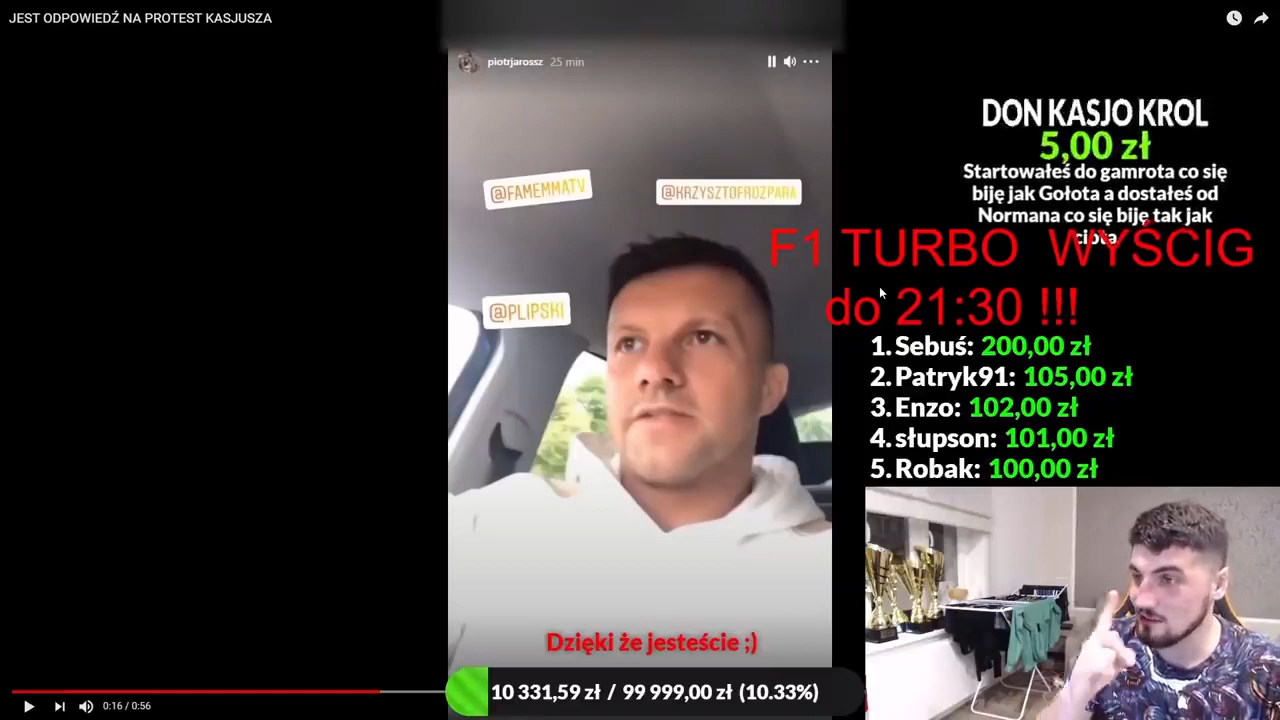 JEST ODPOWIEDŹ NA PROTEST KASJUSZA
piotrjarossz 25 min
@FAMEMMATV
@KRZYSZTOFROZPARA
@PLIPSKI
DON KASJO KROL
5,00 zł
Startowałeś do gamrota co się
biję jak Gołota a dostałeś od
Normana co się biję tak jak
cipta
F1 TURBO WYŚCIG
do 21:30 !!!
1. Sebuś: 200,00 zł
2. Patryk91: 105,00 zł
3. Enzo: 102,00 zł
4. słupson: 101,00 zł
5. Robak: 100,00 zł
Dzięki że jesteście ;)
10 331,59 zł / 99 999,00 zł (10.33%)
0:16 / 0:56